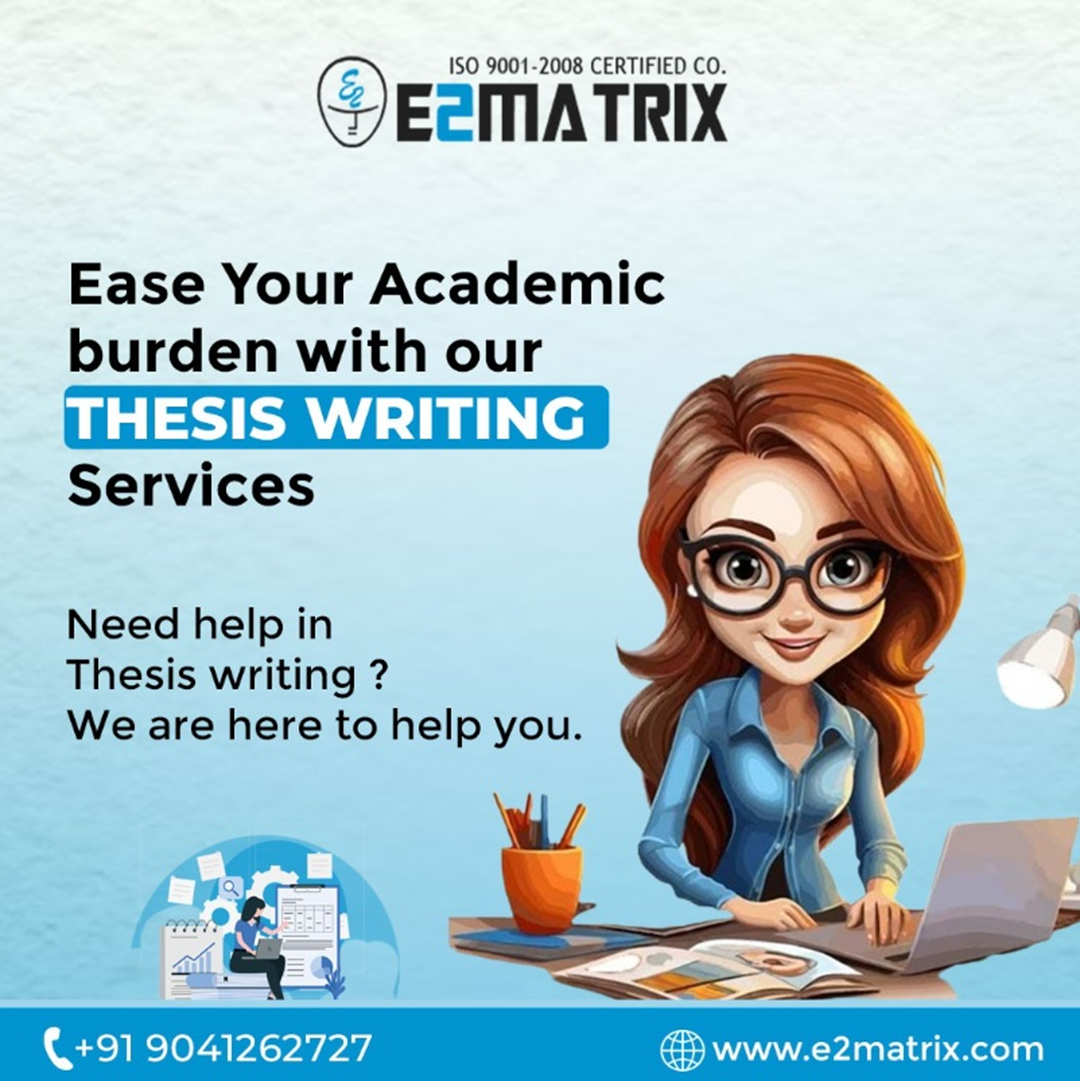 ISO 9001-2008 CERTIFIED CO.
E2
E2MATRIX
Ease Your Academic
burden with our
THESIS WRITING
Services
Need help in
Thesis writing ?
We are here to help you.
+91 9041262727
www.e2matrix.com